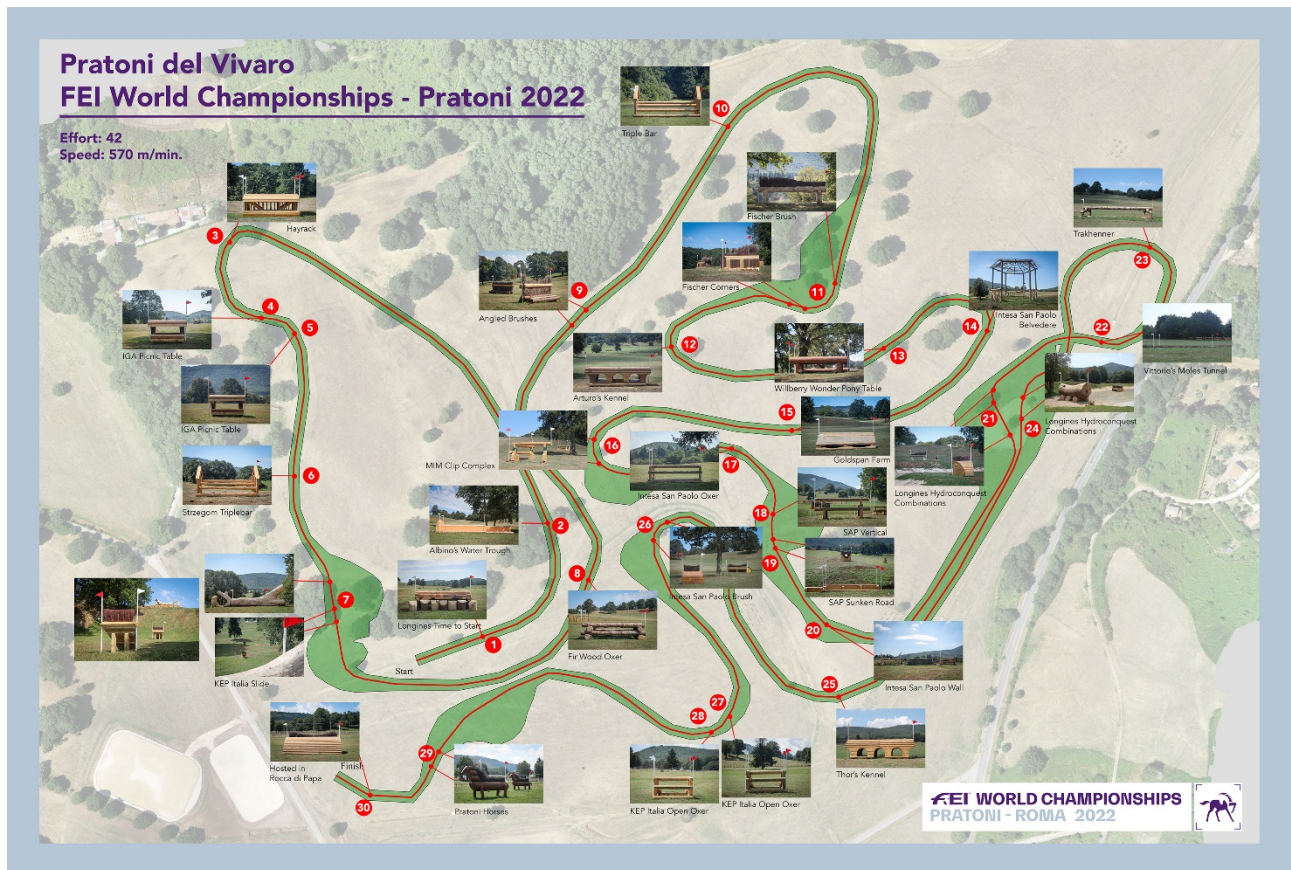 Pratoni del Vivaro
FEI World Championships - Pratoni 2022
Effort: 42
Speed: 570 m/min.
10
Triple Bar
Hayrack
3
Fischer Brush
Trakhenner
23
Fischer Corners
11
4
5
IGA Picnic Table
9
Angled Brushes
Intesa San Paolo
Belvedere
14
22
Vittorio's Moles Tunnel
12
13
Arturo's Kennel
Willberry Wonder Pony Table
IGA Picnic Table
15
21
24
Longines Hydroconquest
Combinations
16
Goldspan Farm
MIM Clip Complex
17
Intesa San Paolo Oxer
Longines Hydroconquest
Combinations
6
Strzegom Triplebar
2
Albino's Water Trough
26
18
SAP Vertical
19
8
7
Intesa San Paolo Brush
SAP Sunken Road
Longines Time to Start
1
20
Fir Wood Oxer
Start
KEP Italia Slide
25
Intesa San Paolo Wall
27
28
29
Finish
Hosted in
Rocca di Papa
30
Pratoni Horses
KEP Italia Open Oxer
KEP Italia Open Oxer
Thor's Kennel
FEI WORLD CHAMPIONSHIPS
PRATONI - ROMA 2022